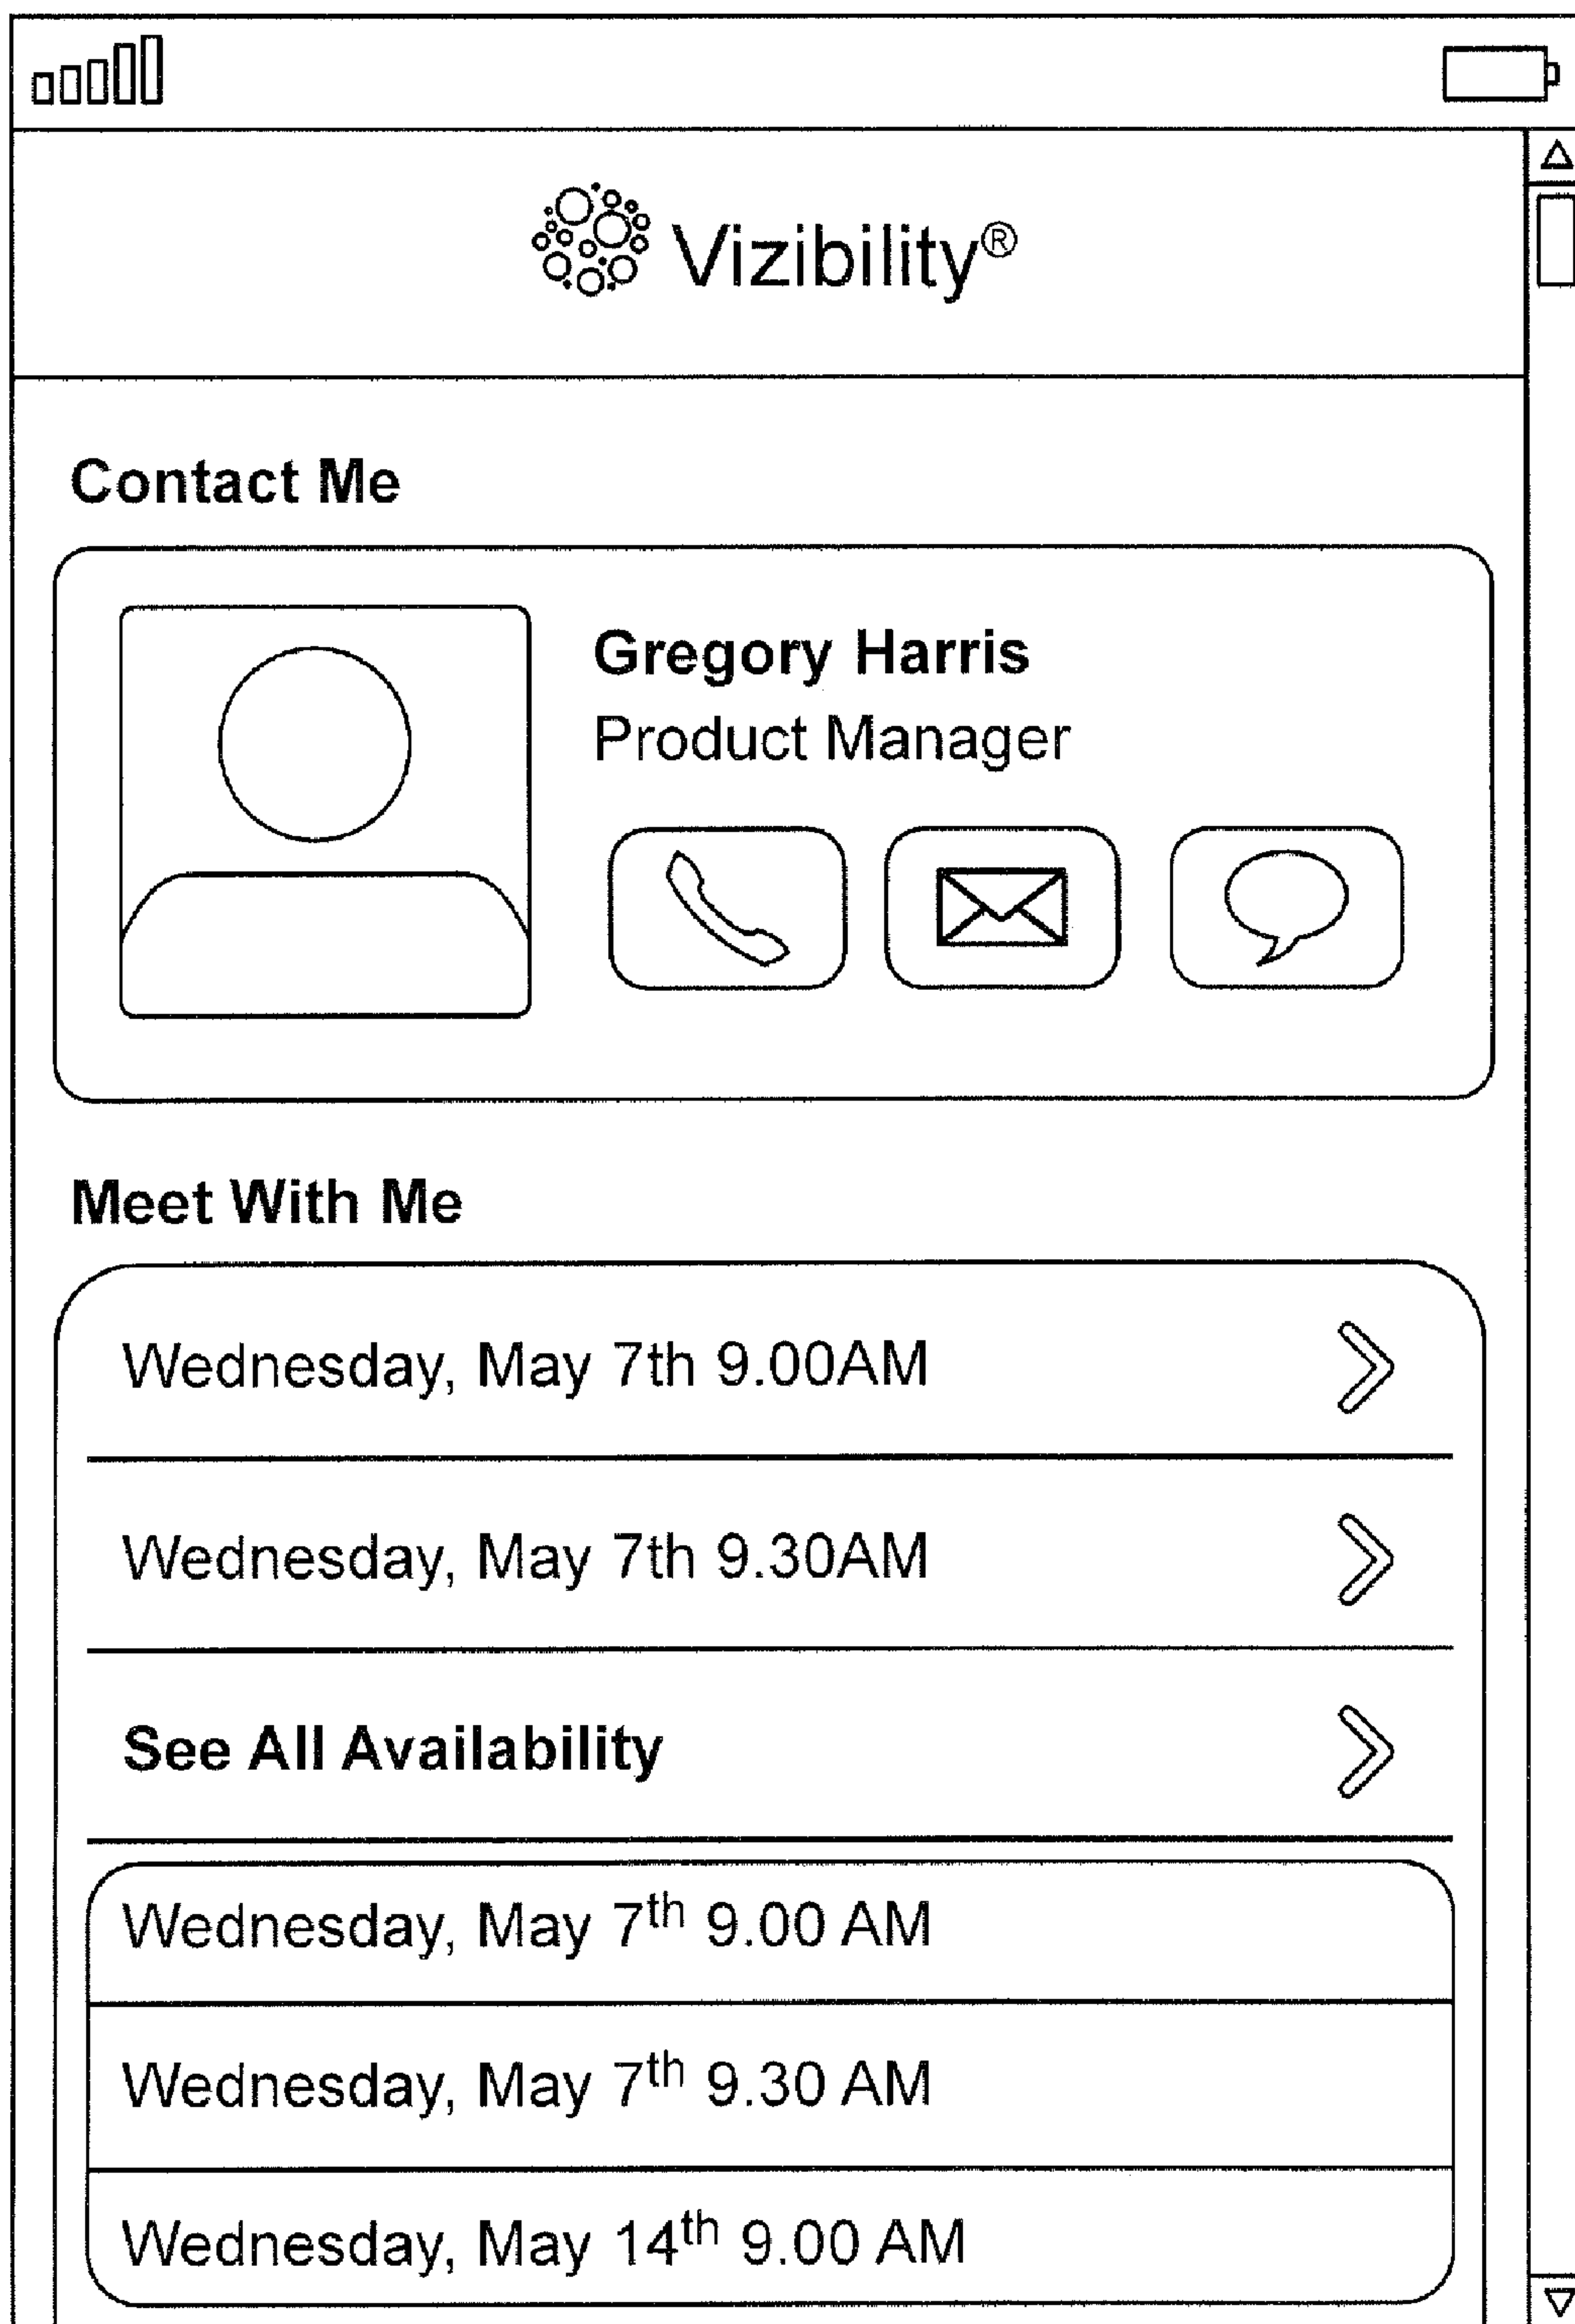 Vizibility®
Contact Me
Gregory Harris
Product Manager
Meet With Me
Wednesday, May 7th 9.00AM
Wednesday, May 7th 9.30AM
See All Availability
Wednesday, May 7th 9.00 AM
Wednesday, May 7th 9.30 AM
Wednesday, May 14th 9.00 AM